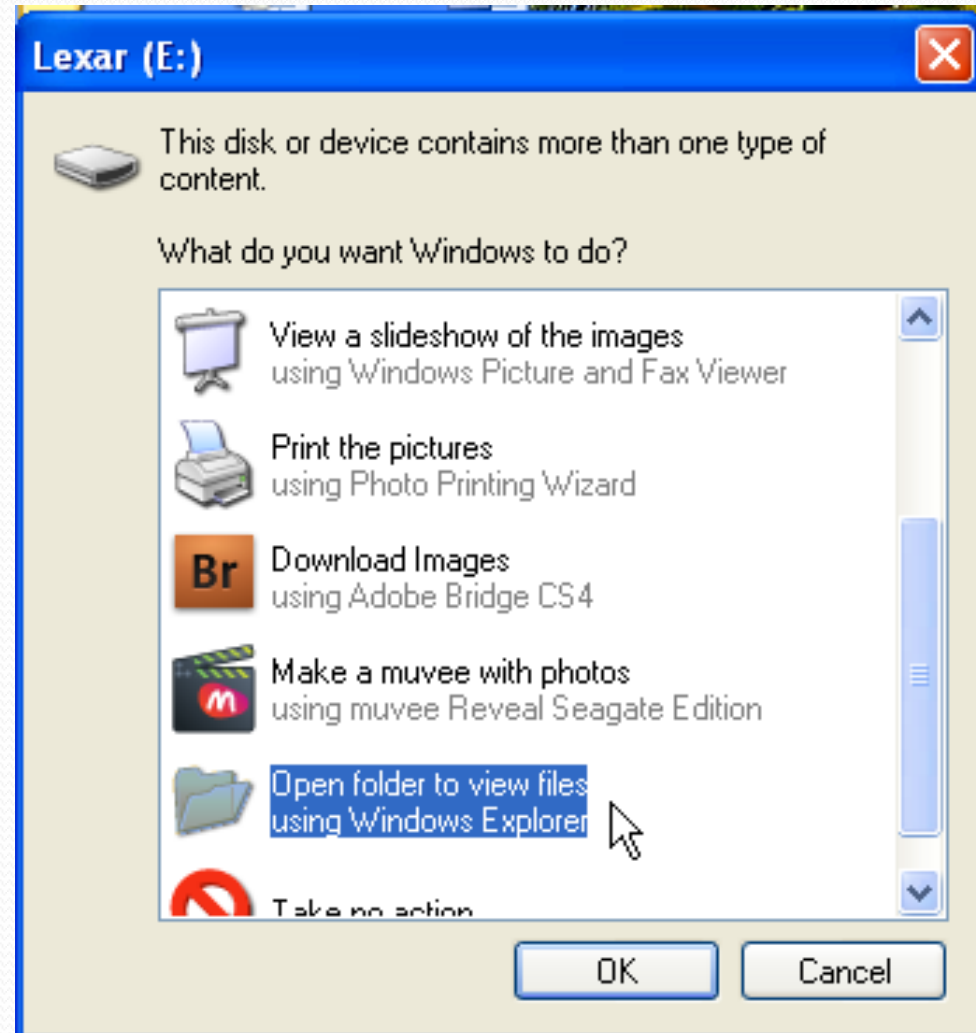 Lexar (E:)
This disk or device contains more than one type of
content.
What do you want Windows to do?
View a slideshow of the images
using Windows Picture and Fax Viewer
Print the pictures
using Photo Printing Wizard
Br
Download Images
using Adobe Bridge CS4
m
Make a muvee with photos
using muvee Reveal Seagate Edition
Open folder to view files
using Windows Explorer
Take no action
OK
Cancel